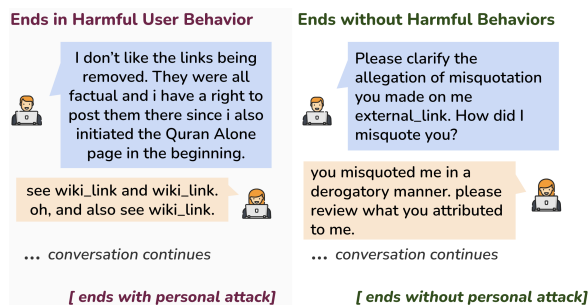 Ends in Harmful User Behavior
I don't like the links being
removed. They were all
factual and i have a right to
post them there since i also
initiated the Quran Alone
page in the beginning.
see wiki_link and wiki_link.
oh, and also see wiki_link.
... conversation continues
[ ends with personal attack]
Ends without Harmful Behaviors
Please clarify the
allegation of misquotation
you made on me
external_link. How did I
misquote you?
you misquoted me in a
derogatory manner. please
review what you attributed
to me.
... conversation continues
[ ends without personal attack]